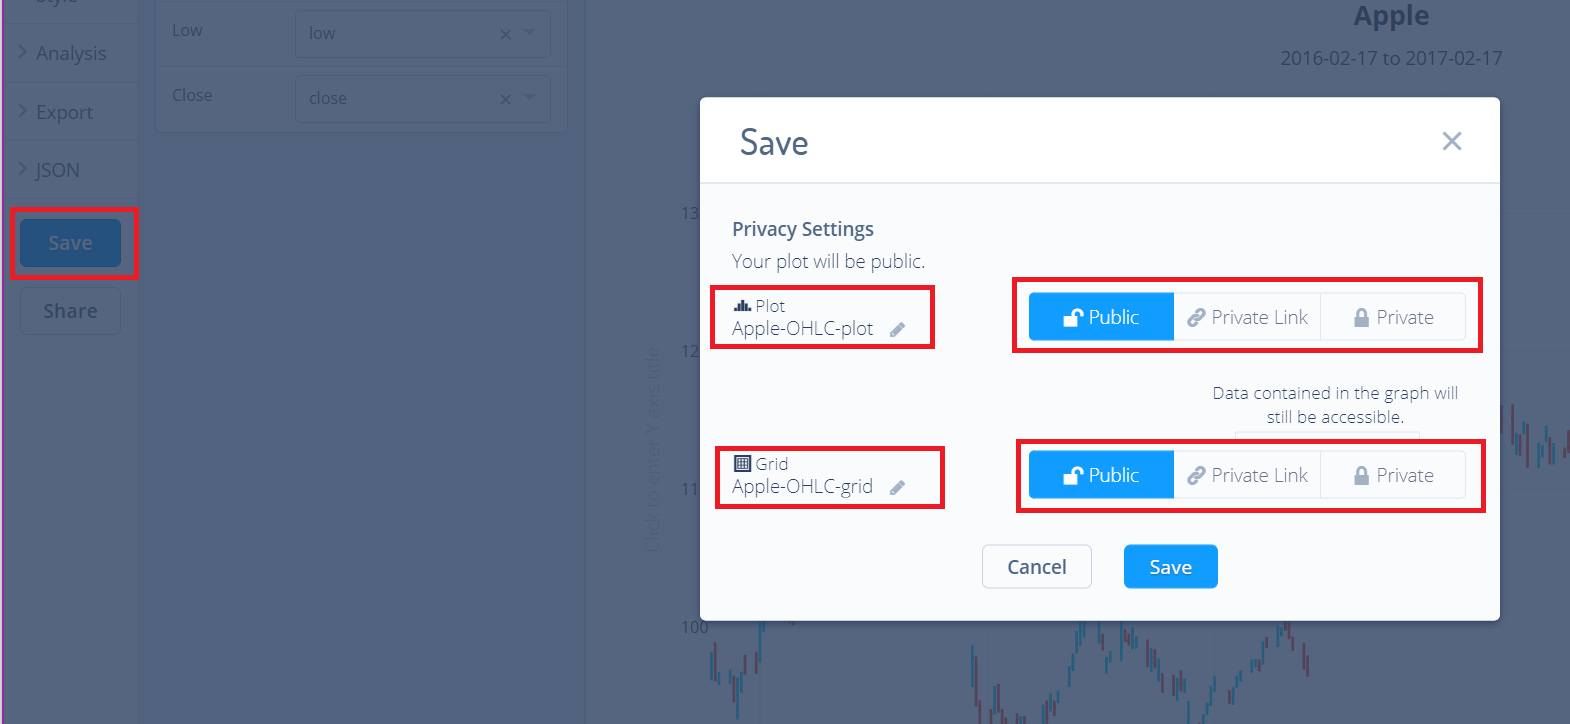 Style
Low
low
Analysis
Close
close
Export
JSON
Save
Share
Apple
2016-02-17 to 2017-02-17
13
12
11
100
Click to enter Y axis title
Save
Privacy Settings
Your plot will be public.
Plot
Apple-OHLC-plot
Public
Private Link
Private
Data contained in the graph will
still be accessible.
Grid
Apple-OHLC-grid
Public
Private Link
Private
Cancel
Save